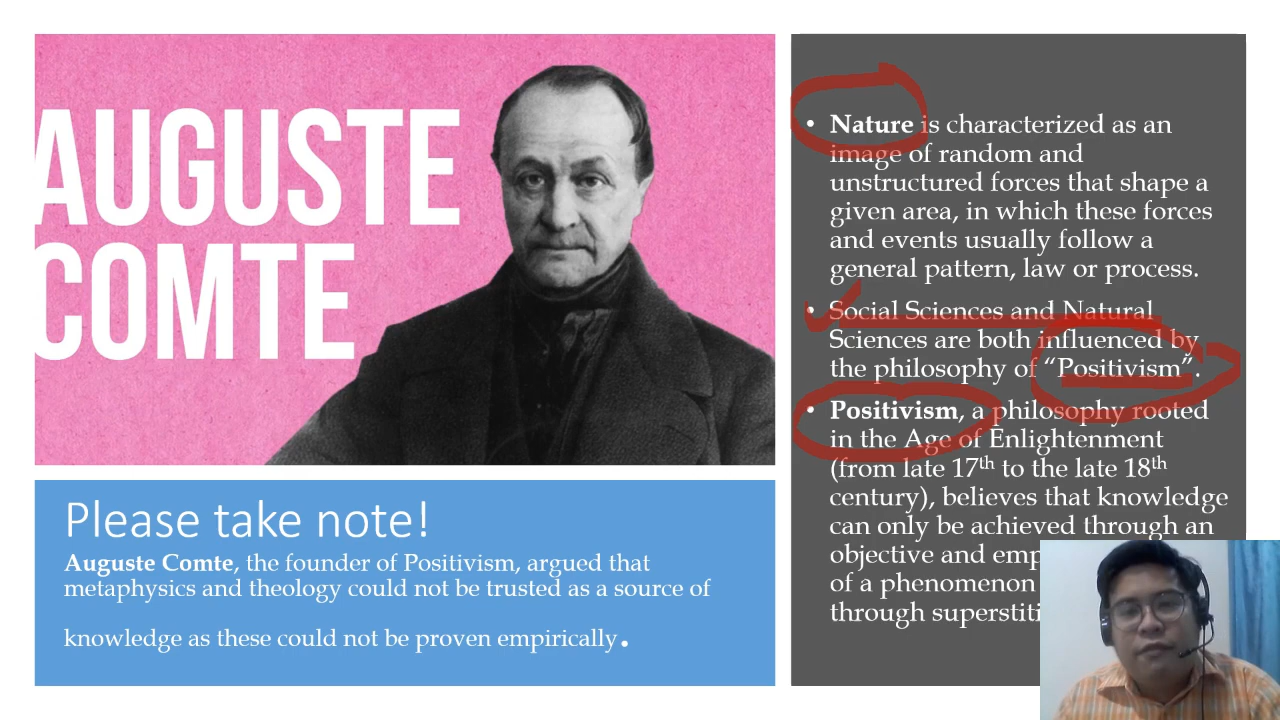 AUGUSTE
COMTE
Please take note!
Auguste Comte, the founder of Positivism, argued that
metaphysics and theology could not be trusted as a source of
knowledge as these could not be proven empirically.
• Nature is characterized as an
image of random and
unstructured forces that shape a
given area, in which these forces
and events usually follow a
general pattern, law or process.
• Social Sciences and Natural
Sciences are both influenced by
the philosophy of “Positivism”.
• Positivism, a philosophy rooted
in the Age of Enlightenment
(from late 17th to the late 18th
century), believes that knowledge
can only be achieved through an
objective and
of a phenomenon
through